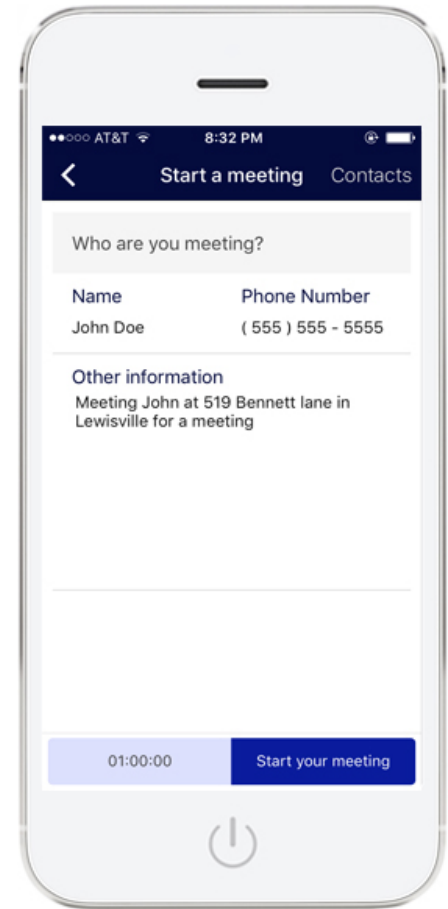 AT&T 8:32 PM
Start a meeting Contacts
Who are you meeting?
Name Phone Number
John Doe ( 555 ) 555 - 5555
Other information
Meeting John at 519 Bennett lane in
Lewisville for a meeting
01:00:00 Start your meeting